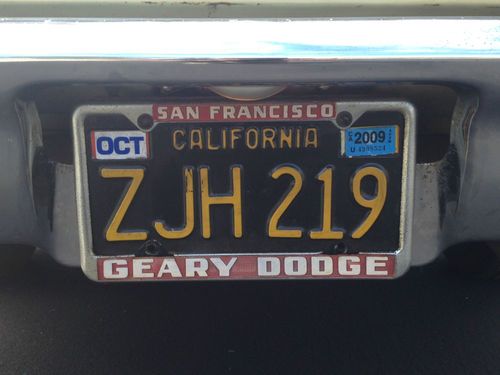 SAN FRANCISCO
OCT
CALIFORNIA
2009
ZJH 219
GEARY DODGE